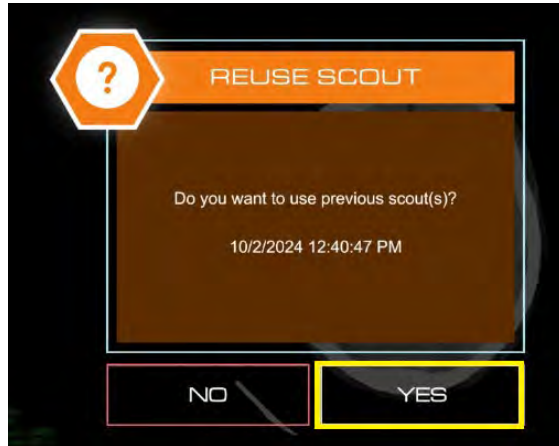 ?
REUSE SCOUT
Do you want to use previous scout(s)?
10/2/2024 12:40:47 PM
NO
YES